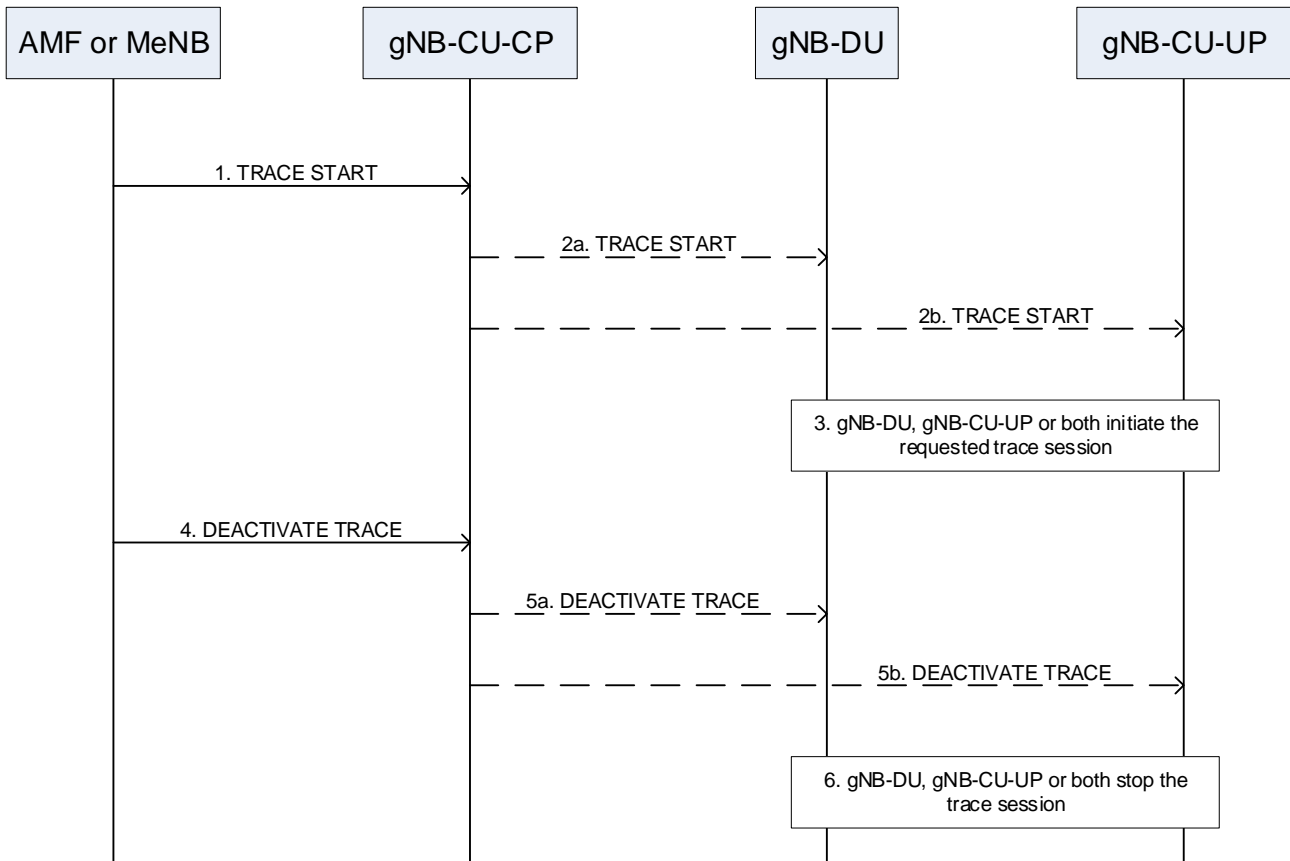 AMF or MeNB
gNB-CU-CP
gNB-DU
gNB-CU-UP
1. TRACE START
2a. TRACE START
2b. TRACE START
3. gNB-DU, gNB-CU-UP or both initiate the
requested trace session
4. DEACTIVATE TRACE
5a. DEACTIVATE TRACE
5b. DEACTIVATE TRACE
6. gNB-DU, gNB-CU-UP or both stop the
trace session